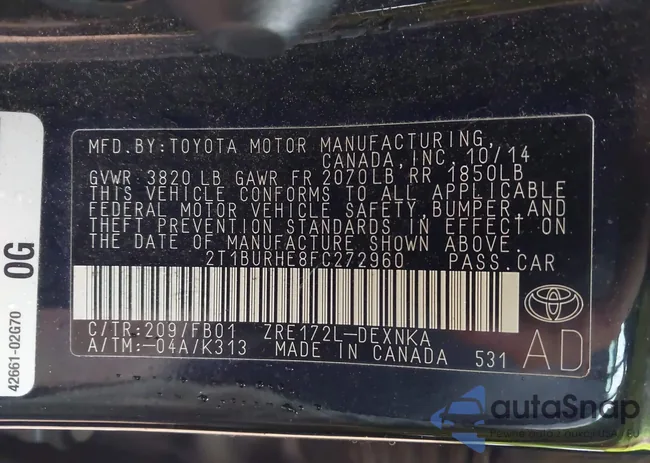 MFD.BY:TOYOTA MOTOR MANUFACTURING,
CANADA,INC. 10/14
GVWR 3820 LB GAWR FR 2070LB RR 1850LB
THIS VEHICLE CONFORMS TO ALL APPLICABLE
FEDERAL MOTOR VEHICLE SAFETY,BUMPER,AND
THEFT PREVENTION STANDARDS IN EFFECT ON
THE DATE OF MANUFACTURE SHOWN ABOVE.
2T1BURHE8FC272960 PASS.CAR
C/TR:209/FB01 ZRE172L-DEXNKA
A/TM:-04A/K313 MADE IN CANADA 531
AD
0G
42661-02G70
autaSnap